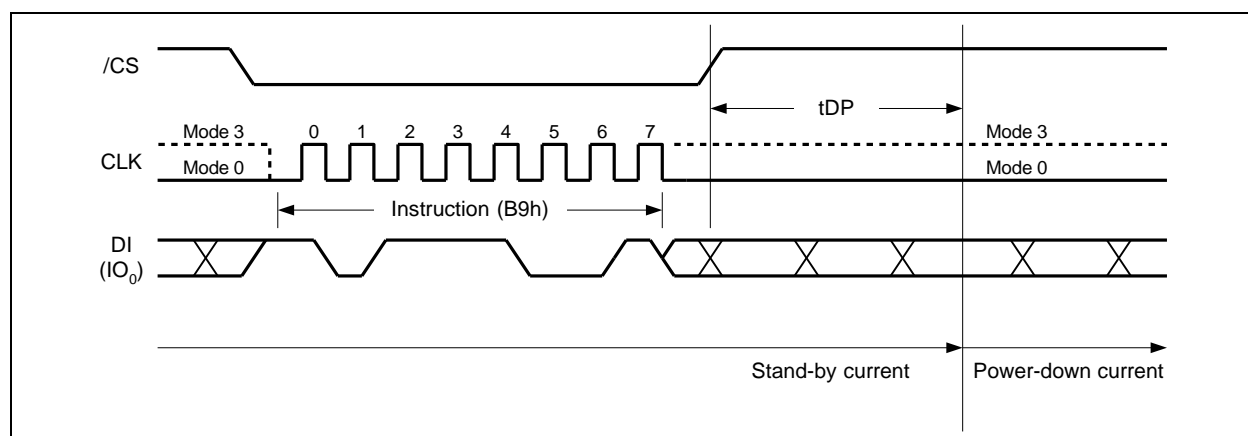 /CS
tDP
Mode 3
0 1 2 3 4 5 6 7
Mode 3
CLK
Mode 0
Mode 0
Instruction (B9h)
DI
(IO₀)
Stand-by current
Power-down current